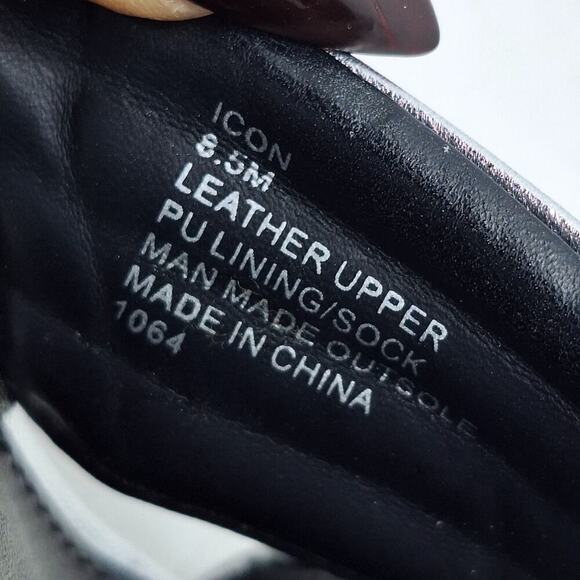 ICON
8.5M
LEATHER UPPER
PU LINING/SOCK
MAN MADE OUTSOLE
MADE IN CHINA
1064